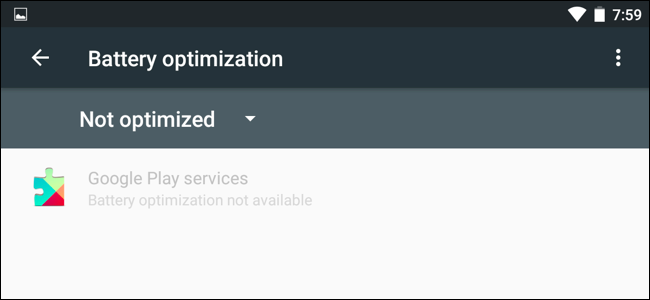 7:59
Battery optimization
Not optimized
Google Play services
Battery optimization not available